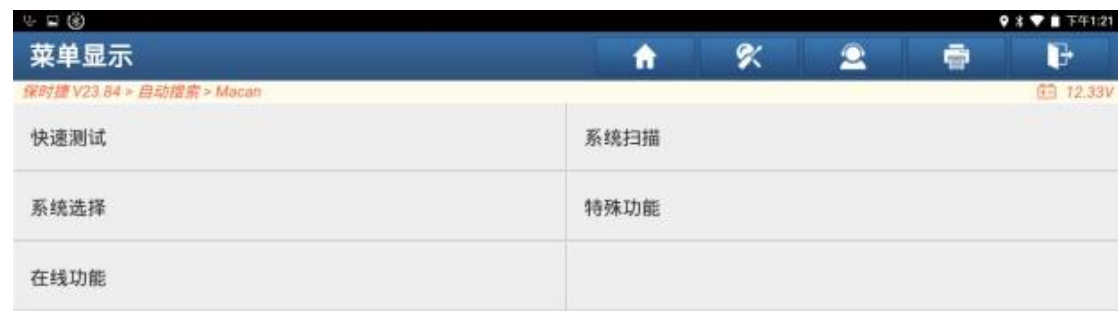 下午1:21
菜单显示
保时捷 V23.84 > 自动搜索 > Macan
12.33V
快速测试
系统扫描
系统选择
特殊功能
在线功能